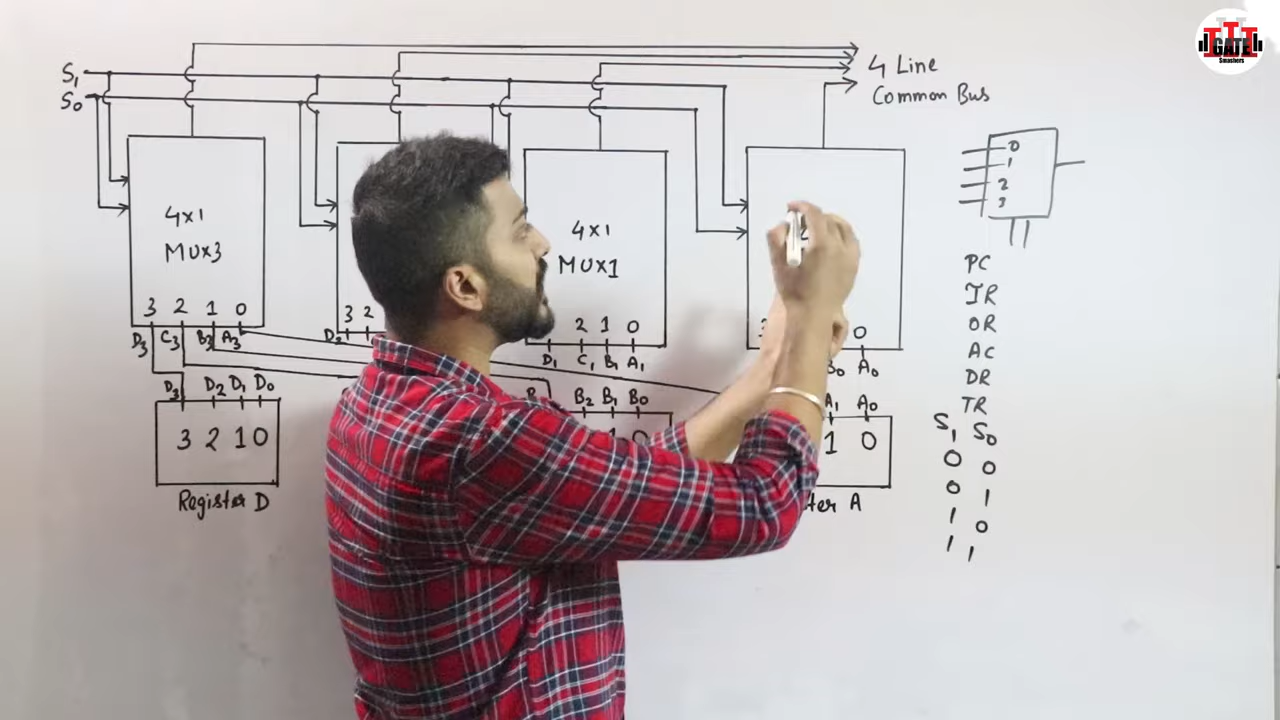 S₁
S₀
4 Line
Common Bus
GATE
Smashers
4x1
MUX3
3 2 1 0
D₃ C₃ B₃ A₃
D₃ D₂ D₁ D₀
3 2 1 0
Register D
3 2
D₂
4x1
MUX1
2 1 0
D₁ C₁ B₁ A₁
B₂ B₁ B₀
0
B₀ A₀
A₁ A₀
1 0
A
0
1
2
3
PC
IR
OR
AC
DR
TR
S₁ S₀
0 0
0 1
1 0
1 1